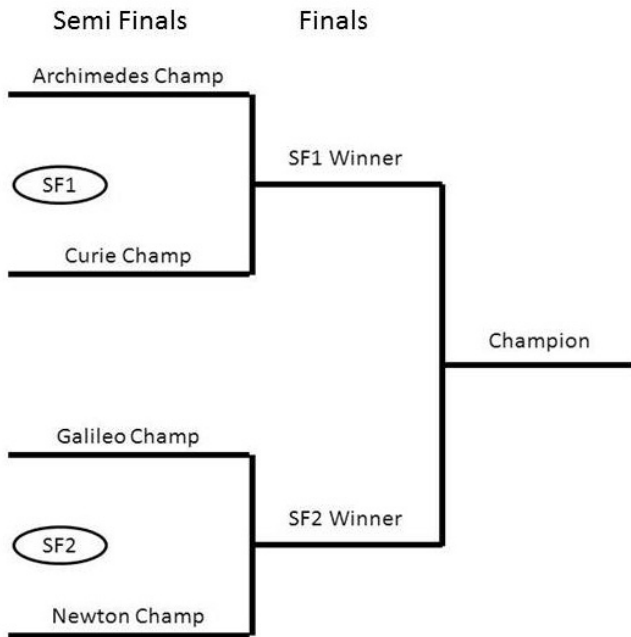 Semi Finals
Finals
Archimedes Champ
SF1
SF1 Winner
Curie Champ
Champion
Galileo Champ
SF2
SF2 Winner
Newton Champ